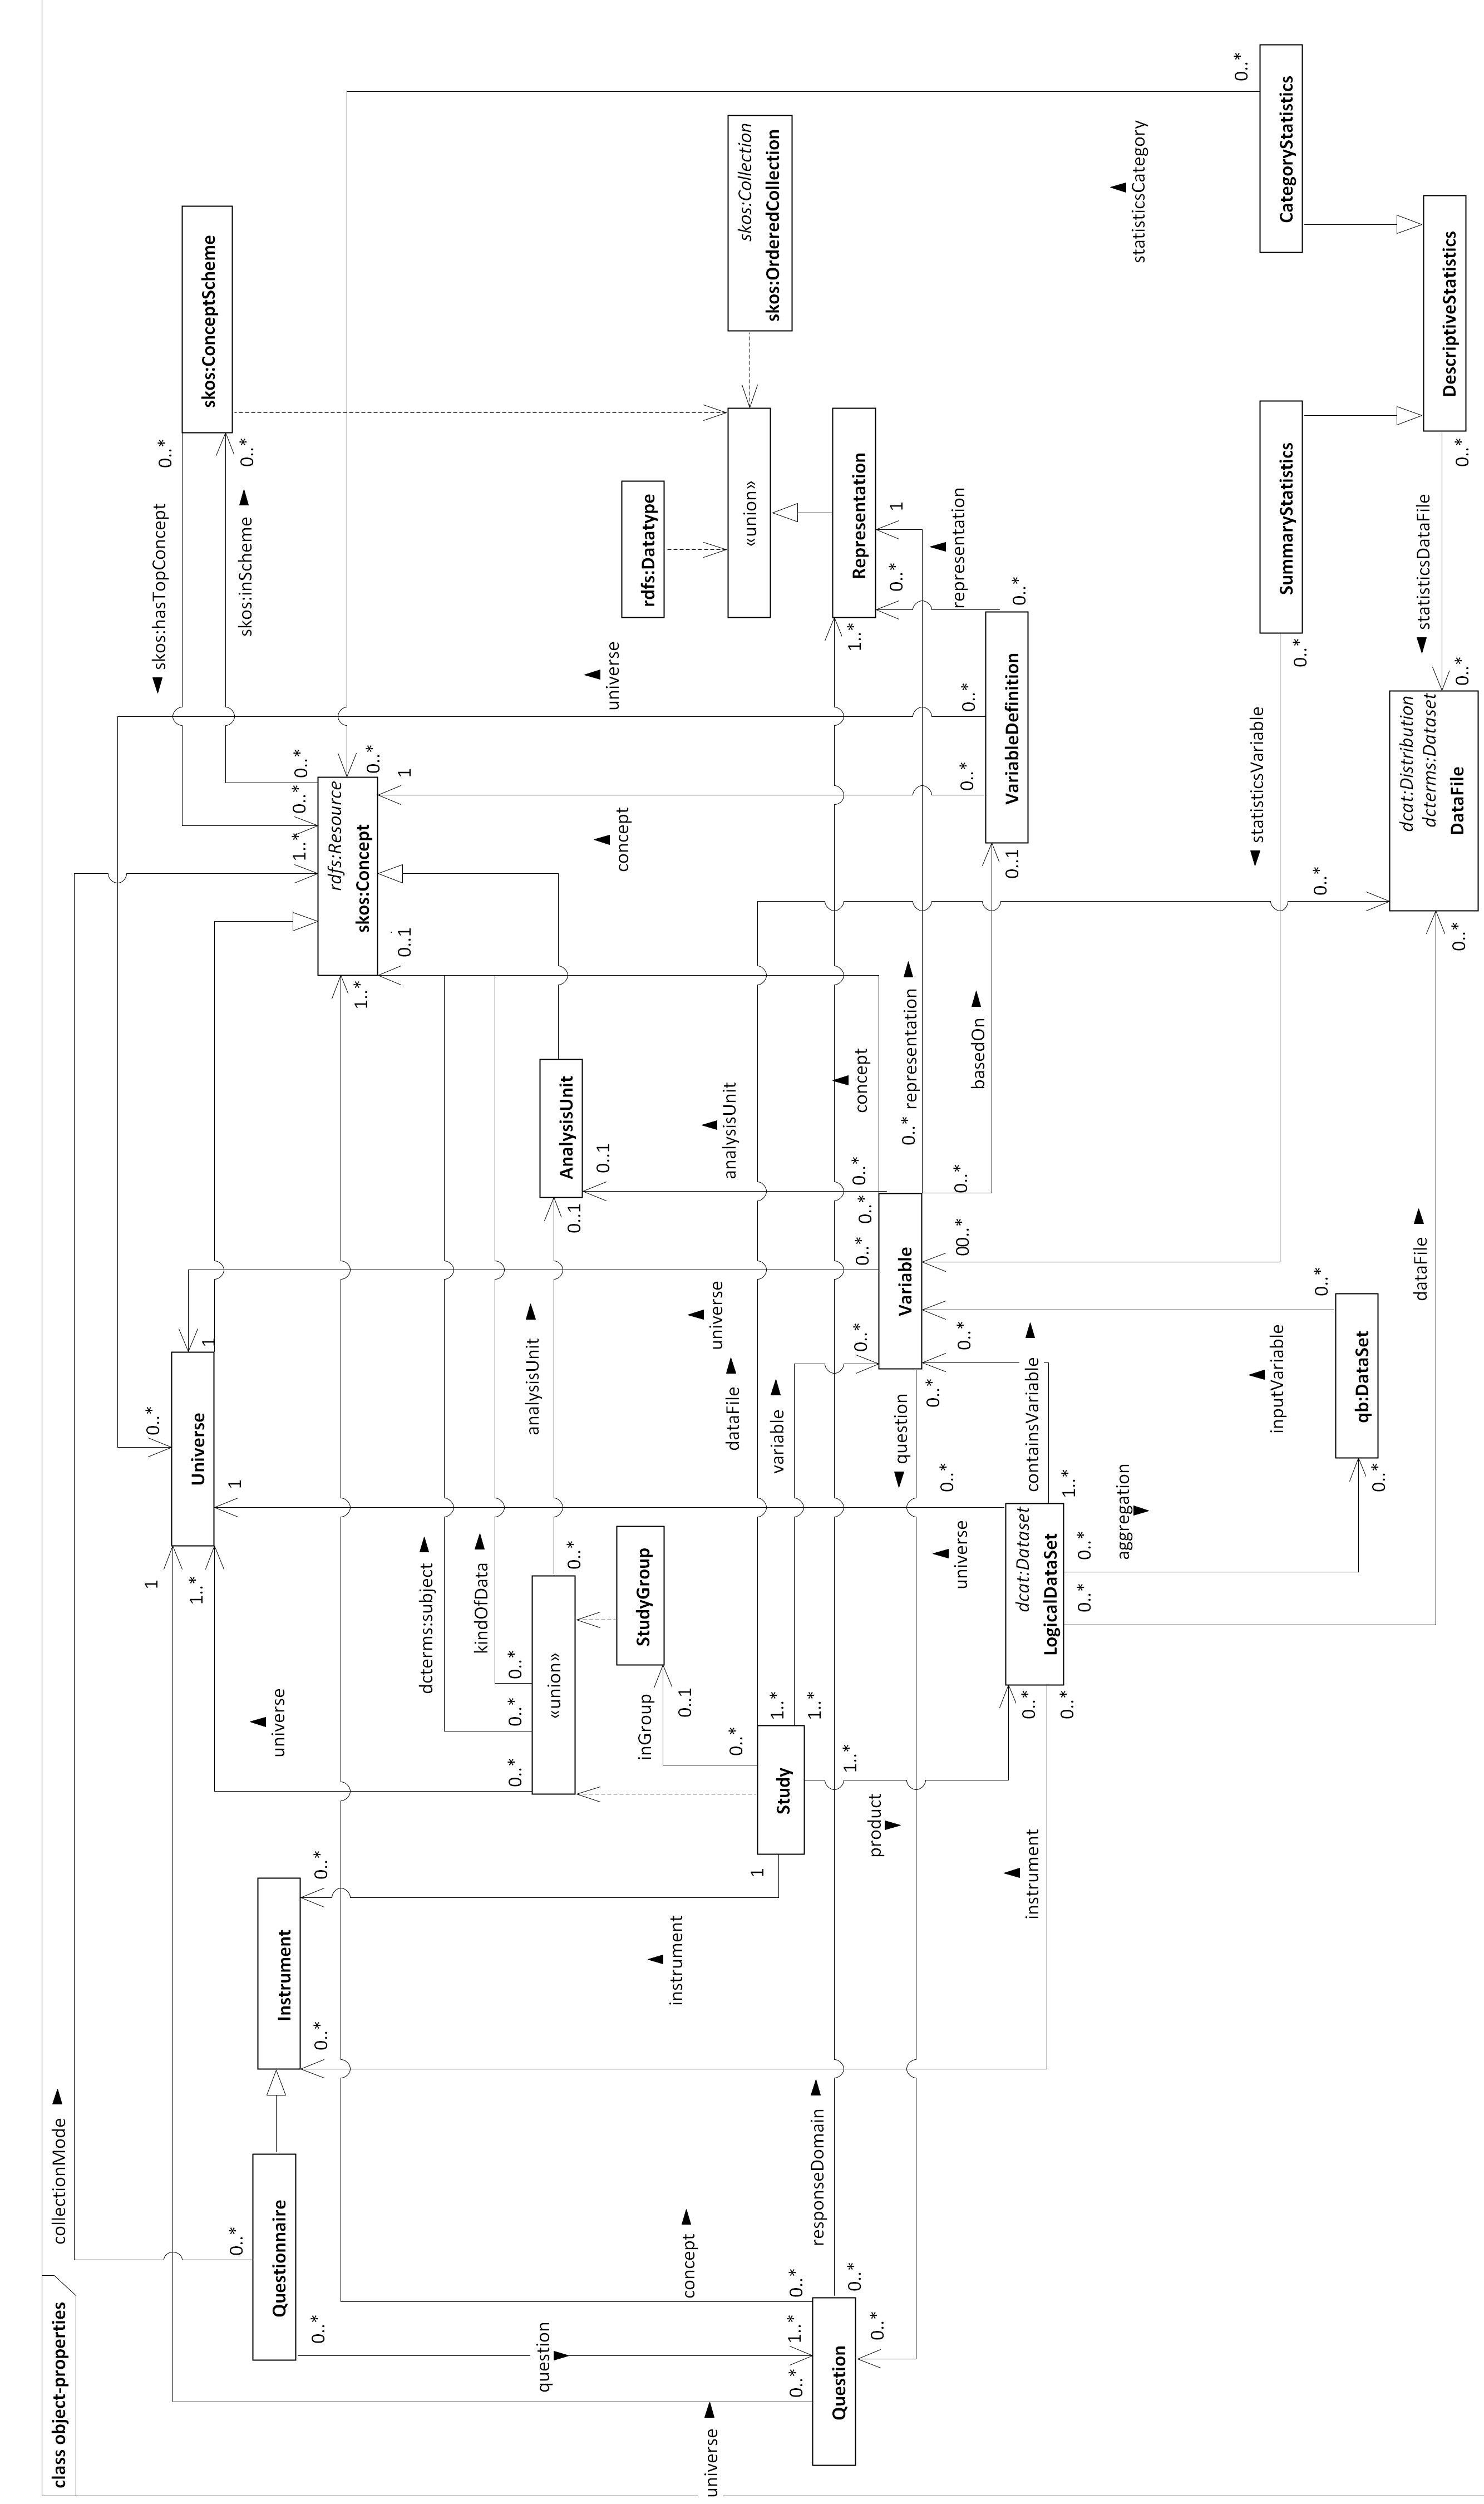 class object-properties
collectionMode
universe
0..*
1
skos:hasTopConcept
0..*
Universe
1..*
1
1
skos:ConceptScheme
skos:inScheme
0..*
0..*
Questionnaire
universe
Instrument
0..*
0..*
0..*
1..*
0..*
0..*
rdfs:Resource
skos:Concept
1..*
0..*
0..1
1
dcterms:subject
kindOfData
0..*
0..*
0..*
«union»
0..*
analysisUnit
0..1
AnalysisUnit
0..1
question
concept
universe
inGroup
StudyGroup
0..1
rdfs:Datatype
instrument
concept
universe
universe
analysisUnit
dataFile
0..*
1
Study
1..*
1..*
1..*
variable
«union»
skos:Collection
skos:OrderedCollection
0..*
1..*
0..*
Question
0..*
0..*
responseDomain
concept
1..*
Representation
0..*
1
product
question
0..*
0..*
0..*
0..*
Variable
0..*
0..*
00..*
0..*
0..*
representation
representation
universe
0..*
basedOn
0..1
0..*
0..*
VariableDefinition
0..*
dcat:Dataset
LogicalDataSet
0..*
0..*
0..*
0..*
1..*
instrument
containsVariable
aggregation
statisticsCategory
inputVariable
statisticsVariable
0..*
SummaryStatistics
CategoryStatistics
0..*
0..*
qb:DataSet
0..*
0..*
dataFile
dcat:Distribution
dcterms:Dataset
DataFile
0..*
0..*
statisticsDataFile
DescriptiveStatistics
0..*